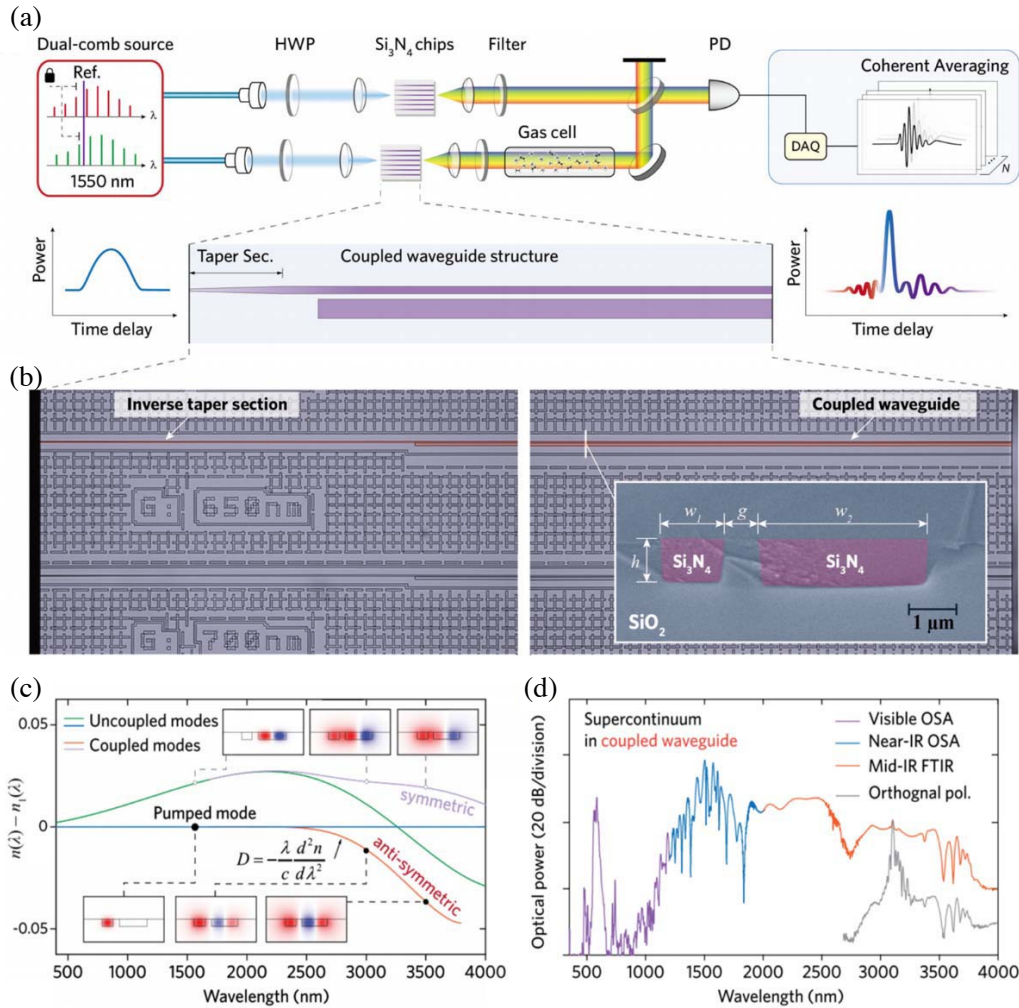 (a)
Dual-comb source
HWP
Si₃N₄ chips
Filter
PD
Ref.
λ
λ
1550 nm
Gas cell
Coherent Averaging
DAQ
N
Power
Time delay
Taper Sec.
Coupled waveguide structure
Power
Time delay
(b)
Inverse taper section
Coupled waveguide
G: 650nm
G: 700nm
w₁
g
w₂
h
Si₃N₄
Si₃N₄
SiO₂
1 μm
(c)
n(λ) − n₁(λ)
0.05
0
-0.05
Uncoupled modes
Coupled modes
symmetric
Pumped mode
D = − λ/c d²n/dλ²
anti-symmetric
500 1000 1500 2000 2500 3000 3500 4000
Wavelength (nm)
(d)
Optical power (20 dB/division)
Supercontinuum
in coupled waveguide
Visible OSA
Near-IR OSA
Mid-IR FTIR
Orthognal pol.
500 1000 1500 2000 2500 3000 3500 4000
Wavelength (nm)